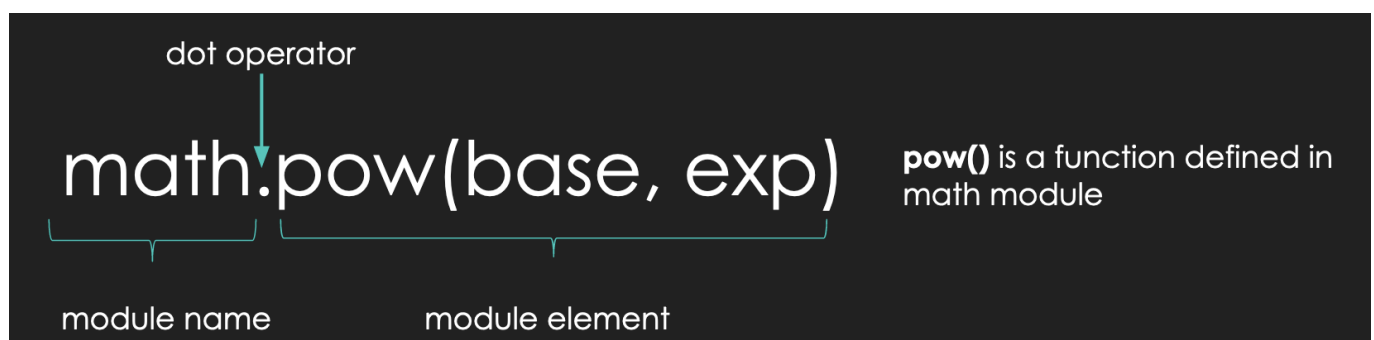 dot operator
math.pow(base, exp)
pow() is a function defined in
math module
module name
module element